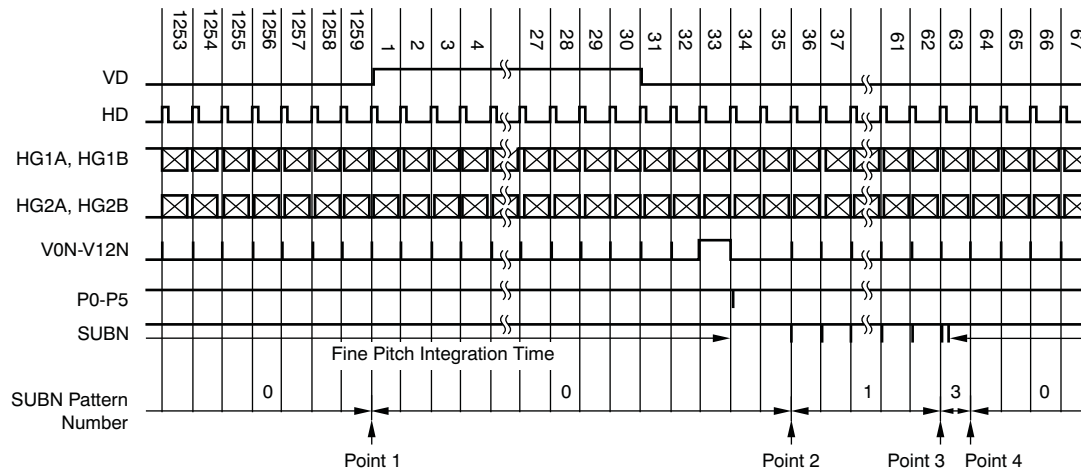 1253 1254 1255 1256 1257 1258 1259 1 2 3 4 27 28 29 30 31 32 33 34 35 36 37 61 62 63 64 65 66 67
VD
HD
HG1A, HG1B
HG2A, HG2B
V0N-V12N
P0-P5
SUBN
Fine Pitch Integration Time
SUBN Pattern Number
0 0 1 3 0
Point 1 Point 2 Point 3 Point 4